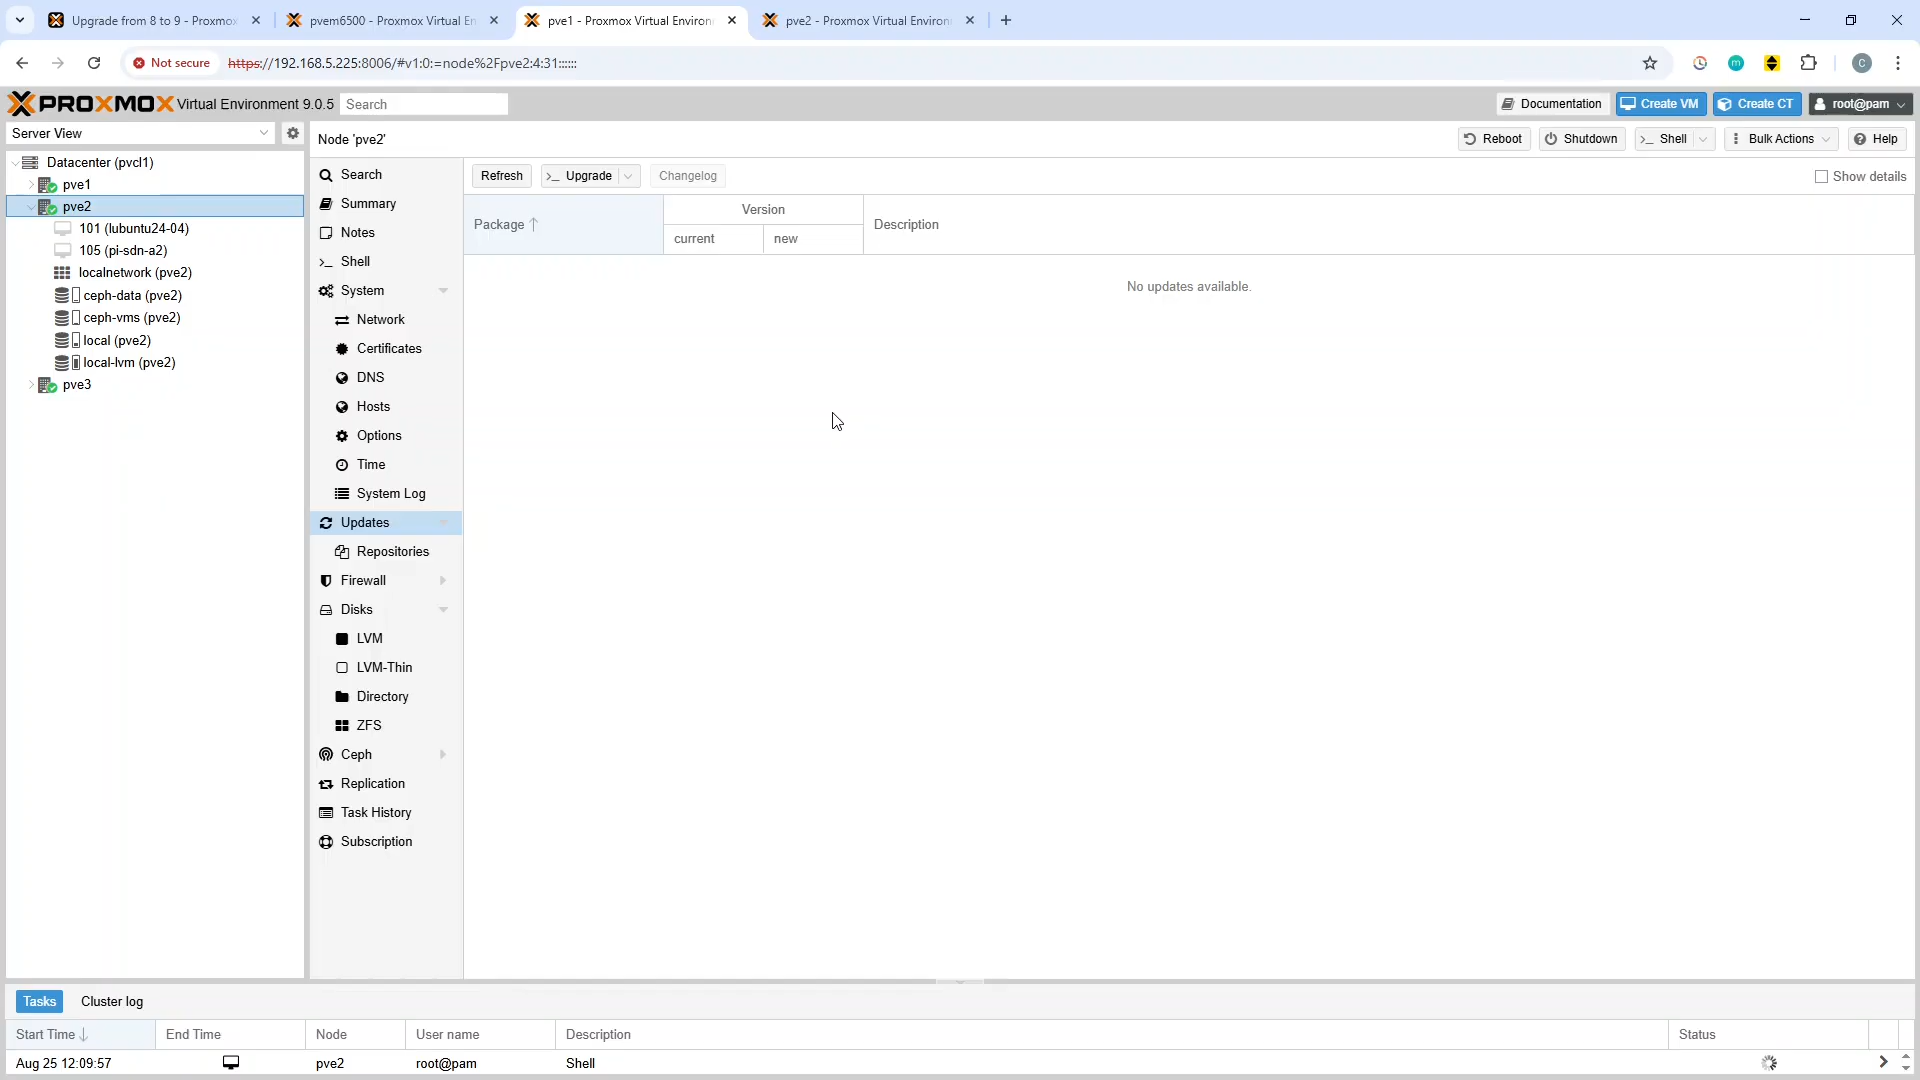 Upgrade from 8 to 9 - Proxmox
pvem6500 - Proxmox Virtual En
pve1 - Proxmox Virtual Environ
pve2 - Proxmox Virtual Environ
Not secure
https://192.168.5.225:8006/#v1:0:=node%2Fpve2:4:31::::::
m
C
PROXMOX Virtual Environment 9.0.5
Search
Documentation
Create VM
Create CT
root@pam
Server View
Node 'pve2'
Reboot
Shutdown
Shell
Bulk Actions
Help
Datacenter (pvcl1)
pve1
pve2
101 (lubuntu24-04)
105 (pi-sdn-a2)
localnetwork (pve2)
ceph-data (pve2)
ceph-vms (pve2)
local (pve2)
local-lvm (pve2)
pve3
Search
Summary
Notes
Shell
System
Network
Certificates
DNS
Hosts
Options
Time
System Log
Updates
Repositories
Firewall
Disks
LVM
LVM-Thin
Directory
ZFS
Ceph
Replication
Task History
Subscription
Refresh
Upgrade
Changelog
Show details
Package
Version
current
new
Description
No updates available.
Tasks
Cluster log
Start Time
End Time
Node
User name
Description
Status
Aug 25 12:09:57
pve2
root@pam
Shell